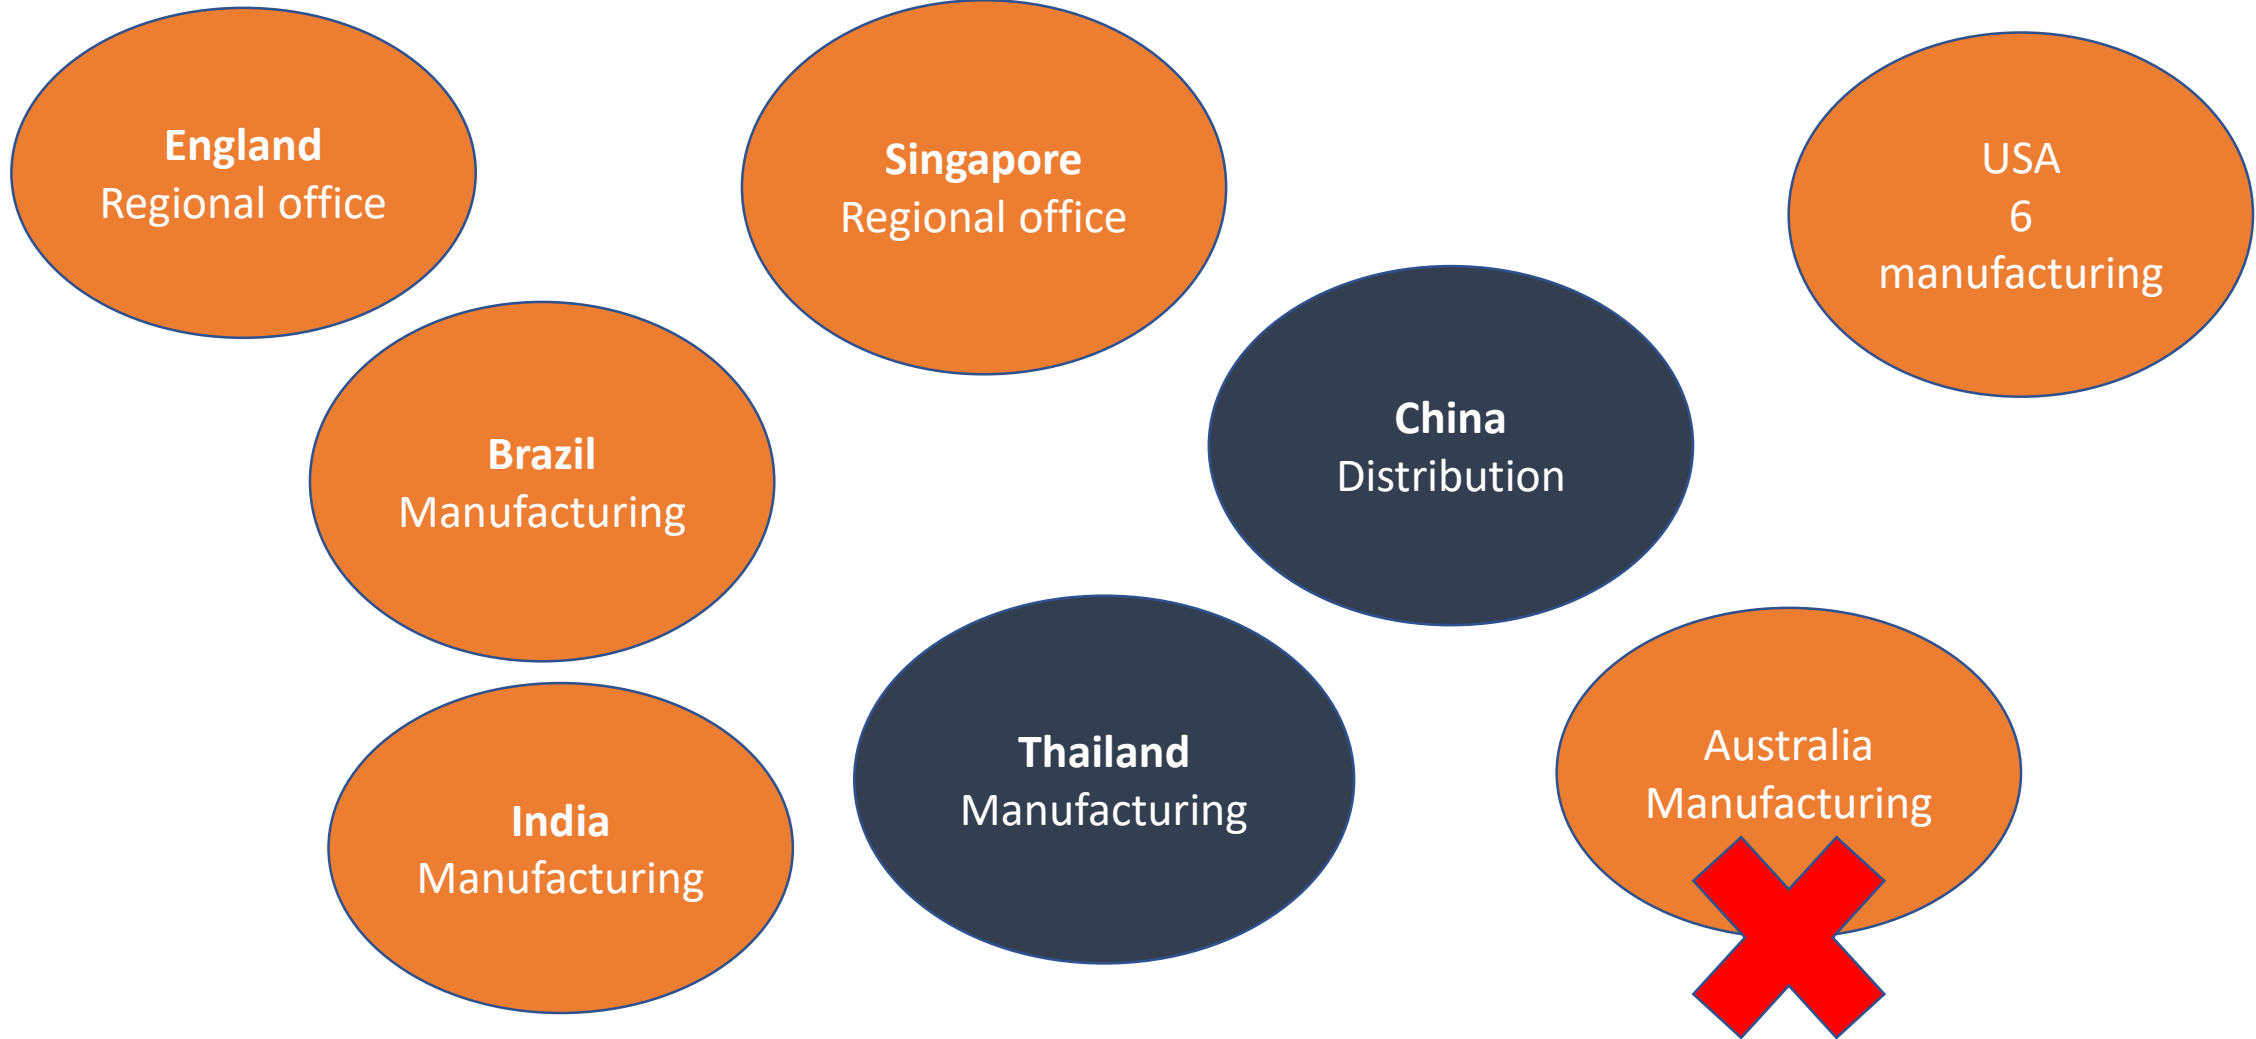 England
Regional office
Singapore
Regional office
USA
6
manufacturing
Brazil
Manufacturing
China
Distribution
India
Manufacturing
Thailand
Manufacturing
Australia
Manufacturing